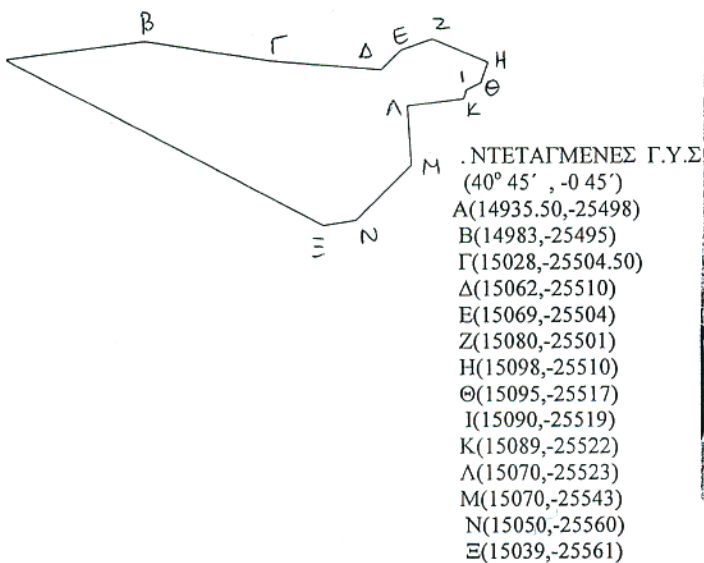 Β
Γ
Δ
Ε
Ζ
Η
Θ
Ι
Κ
Λ
Μ
Ν
Ξ
. ΝΤΕΤΑΓΜΕΝΕΣ Γ.Υ.Σ
(40° 45´ , -0 45´)
Α(14935.50,-25498)
Β(14983,-25495)
Γ(15028,-25504.50)
Δ(15062,-25510)
Ε(15069,-25504)
Ζ(15080,-25501)
Η(15098,-25510)
Θ(15095,-25517)
Ι(15090,-25519)
Κ(15089,-25522)
Λ(15070,-25523)
Μ(15070,-25543)
Ν(15050,-25560)
Ξ(15039,-25561)